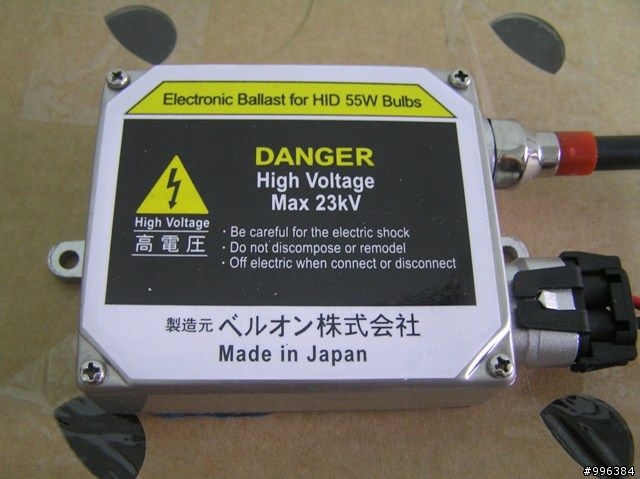 Electronic Ballast for HID 55W Bulbs
DANGER
High Voltage
Max 23kV
High Voltage
高電圧
· Be careful for the electric shock
· Do not discompose or remodel
· Off electric when connect or disconnect
製造元 ベルオン株式会社
Made in Japan
#996384